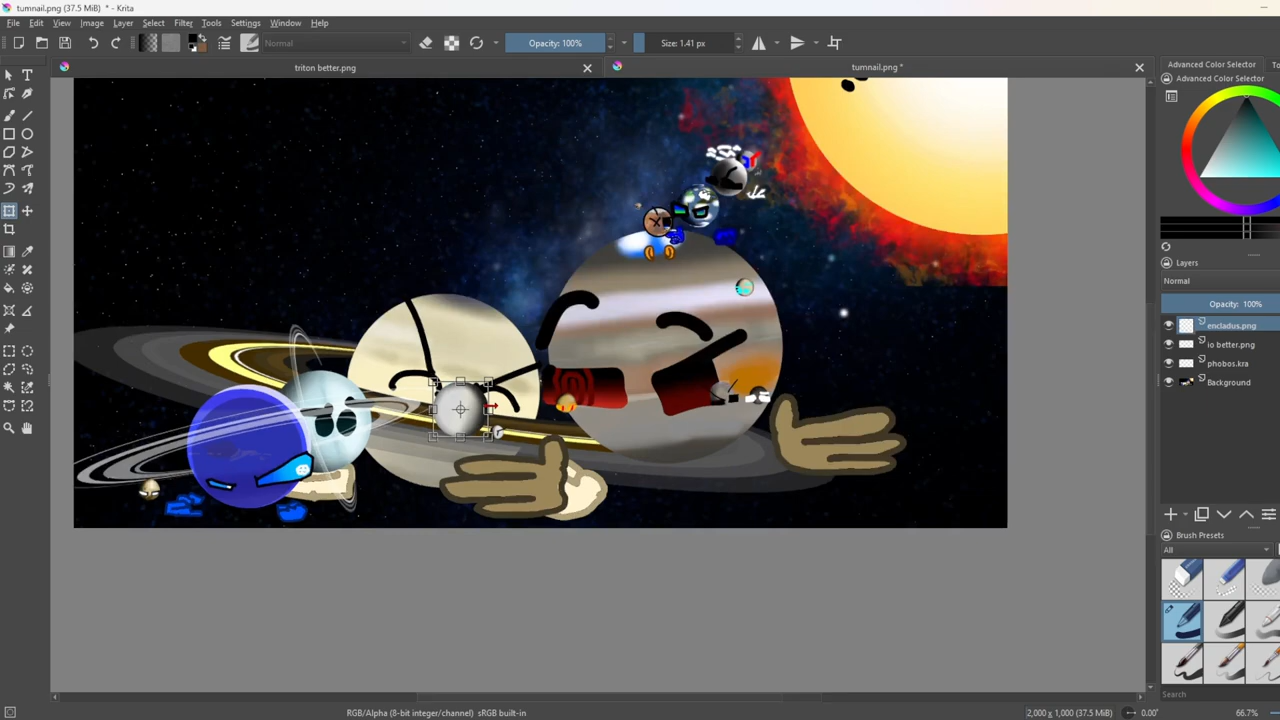 tumnail.png (37.5 MiB) * - Krita
File Edit View Image Layer Select Filter Tools Settings Window Help
Normal
Opacity: 100%
Size: 1.41 px
triton better.png
tumnail.png *
Advanced Color Selector
To
Advanced Color Selector
Layers
Normal
Opacity: 100%
encladus.png
io better.png
phobos.kra
Background
Brush Presets
All
Search
RGB/Alpha (8-bit integer/channel) sRGB built-in
2,000 x 1,000 (37.5 MiB)
0.00°
66.7%